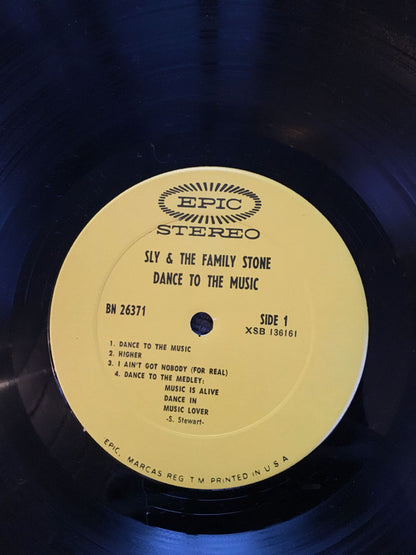 EPIC
STEREO
SLY & THE FAMILY STONE
DANCE TO THE MUSIC
BN 26371
SIDE 1
XSB 136161
1. DANCE TO THE MUSIC
2. HIGHER
3. I AIN'T GOT NOBODY (FOR REAL)
4. DANCE TO THE MEDLEY:
MUSIC IS ALIVE
DANCE IN
MUSIC LOVER
-S. Stewart-
EPIC, MARCAS REG T M PRINTED IN U.S.A